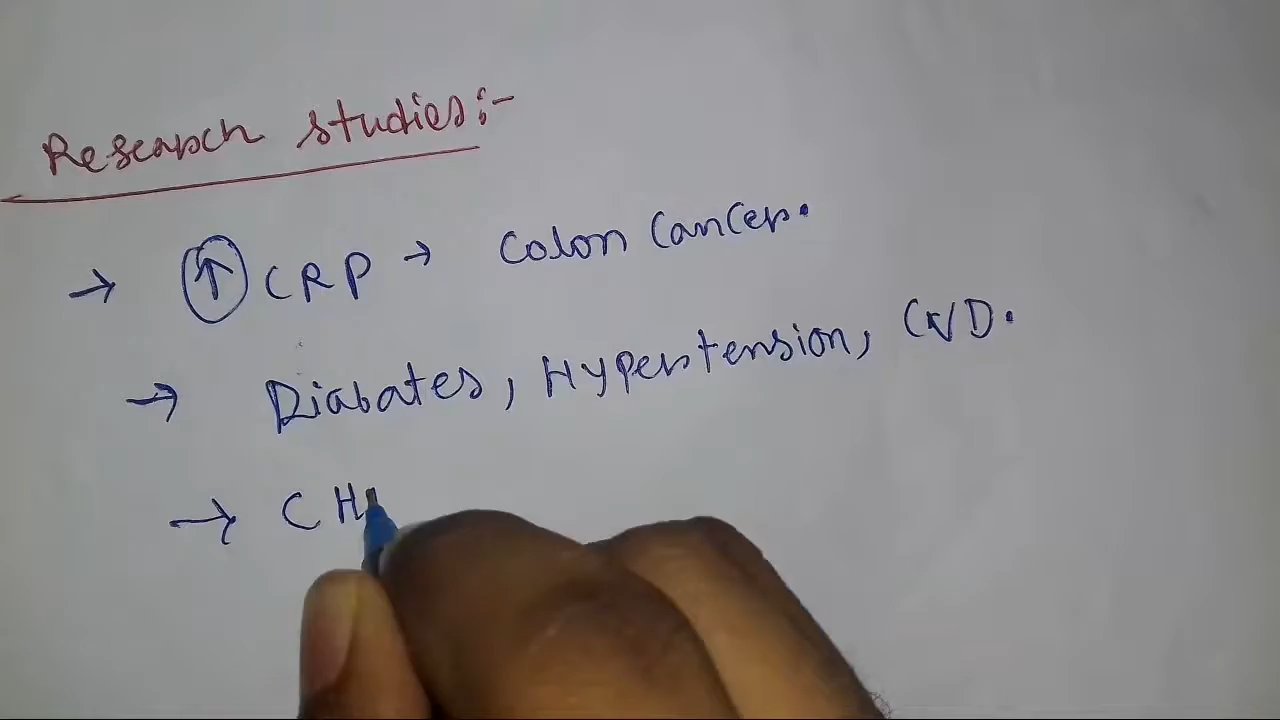 Research studies:-
→ ↑ CRP → Colon Cancer.
→ Diabates, Hypertension, CVD.
→ CH